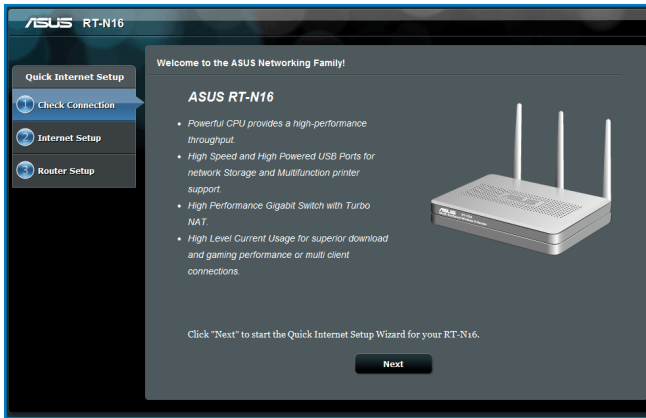 ASUS RT-N16
Welcome to the ASUS Networking Family!
Quick Internet Setup
1 Check Connection
2 Internet Setup
3 Router Setup
ASUS RT-N16
• Powerful CPU provides a high-performance
throughput.
• High Speed and High Powered USB Ports for
network Storage and Multifunction printer
support.
• High Performance Gigabit Switch with Turbo
NAT.
• High Level Current Usage for superior download
and gaming performance or multi client
connections.
ASUS
Click "Next" to start the Quick Internet Setup Wizard for your RT-N16.
Next